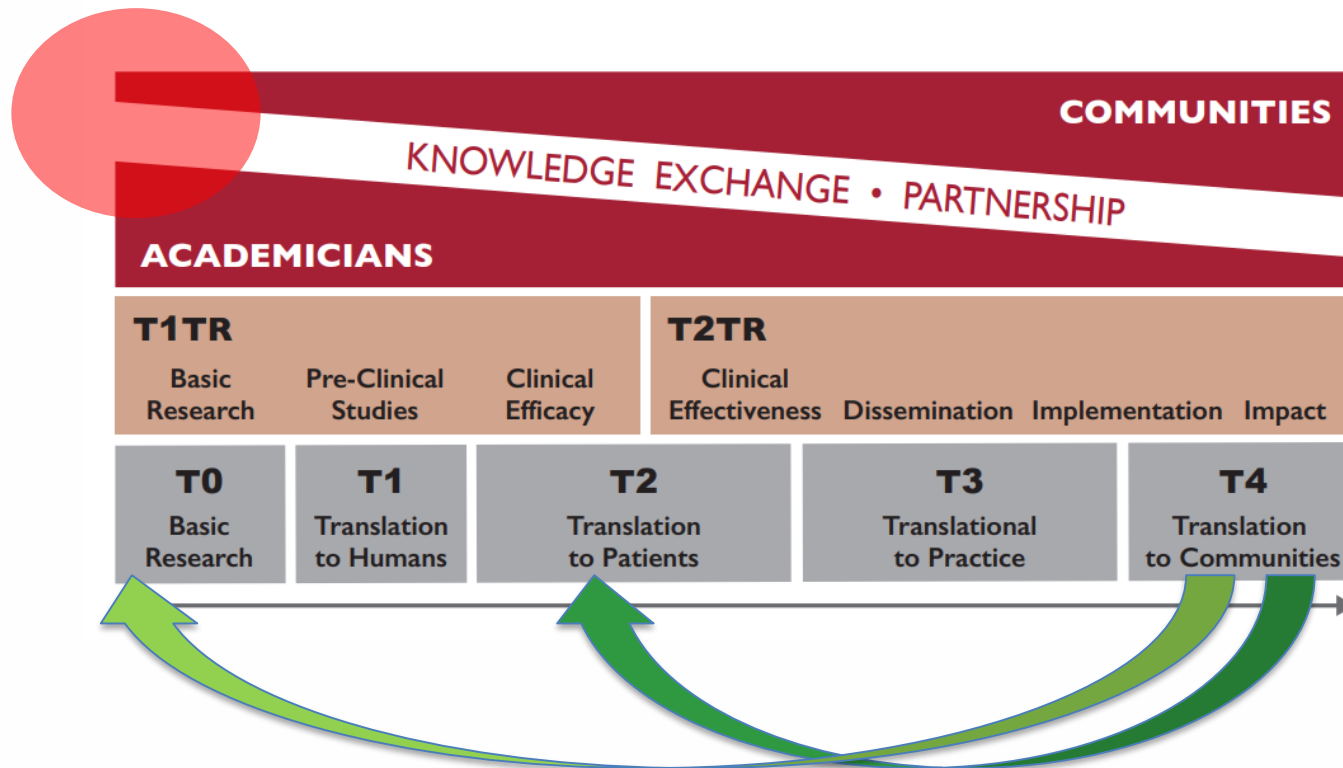 COMMUNITIES
KNOWLEDGE EXCHANGE • PARTNERSHIP
ACADEMICIANS
T1TR
Basic
Research
Pre-Clinical
Studies
Clinical
Efficacy
T2TR
Clinical
Effectiveness
Dissemination
Implementation
Impact
T0
Basic
Research
T1
Translation
to Humans
T2
Translation
to Patients
T3
Translational
to Practice
T4
Translation
to Communities